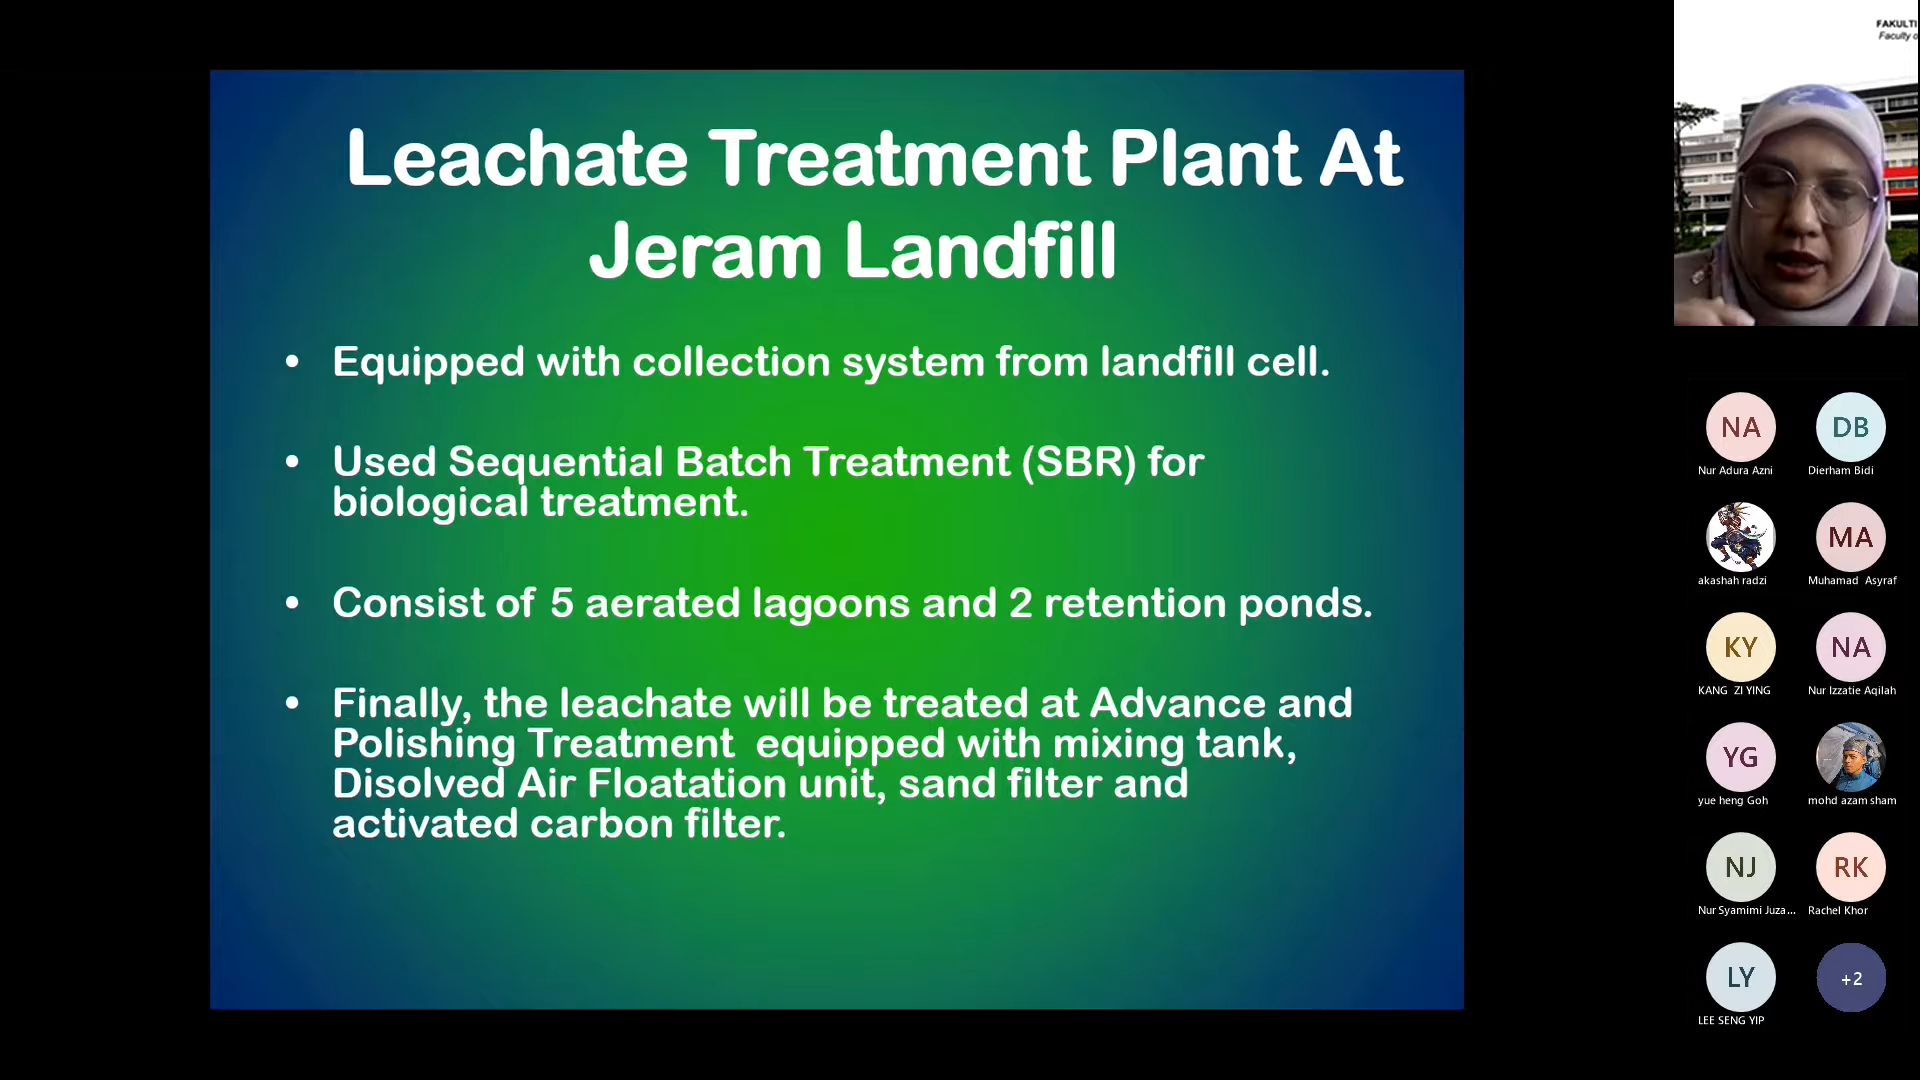 Leachate Treatment Plant At
Jeram Landfill
• Equipped with collection system from landfill cell.
• Used Sequential Batch Treatment (SBR) for
biological treatment.
• Consist of 5 aerated lagoons and 2 retention ponds.
• Finally, the leachate will be treated at Advance and
Polishing Treatment equipped with mixing tank,
Disolved Air Floatation unit, sand filter and
activated carbon filter.
FAKULTI
Faculty o
NA
Nur Adura Azni
DB
Dierham Bidi
akashah radzi
MA
Muhamad Asyraf
KY
KANG ZI YING
NA
Nur Izzatie Aqilah
YG
yue heng Goh
mohd azam sham
NJ
Nur Syamimi Juza...
RK
Rachel Khor
LY
LEE SENG YIP
+2